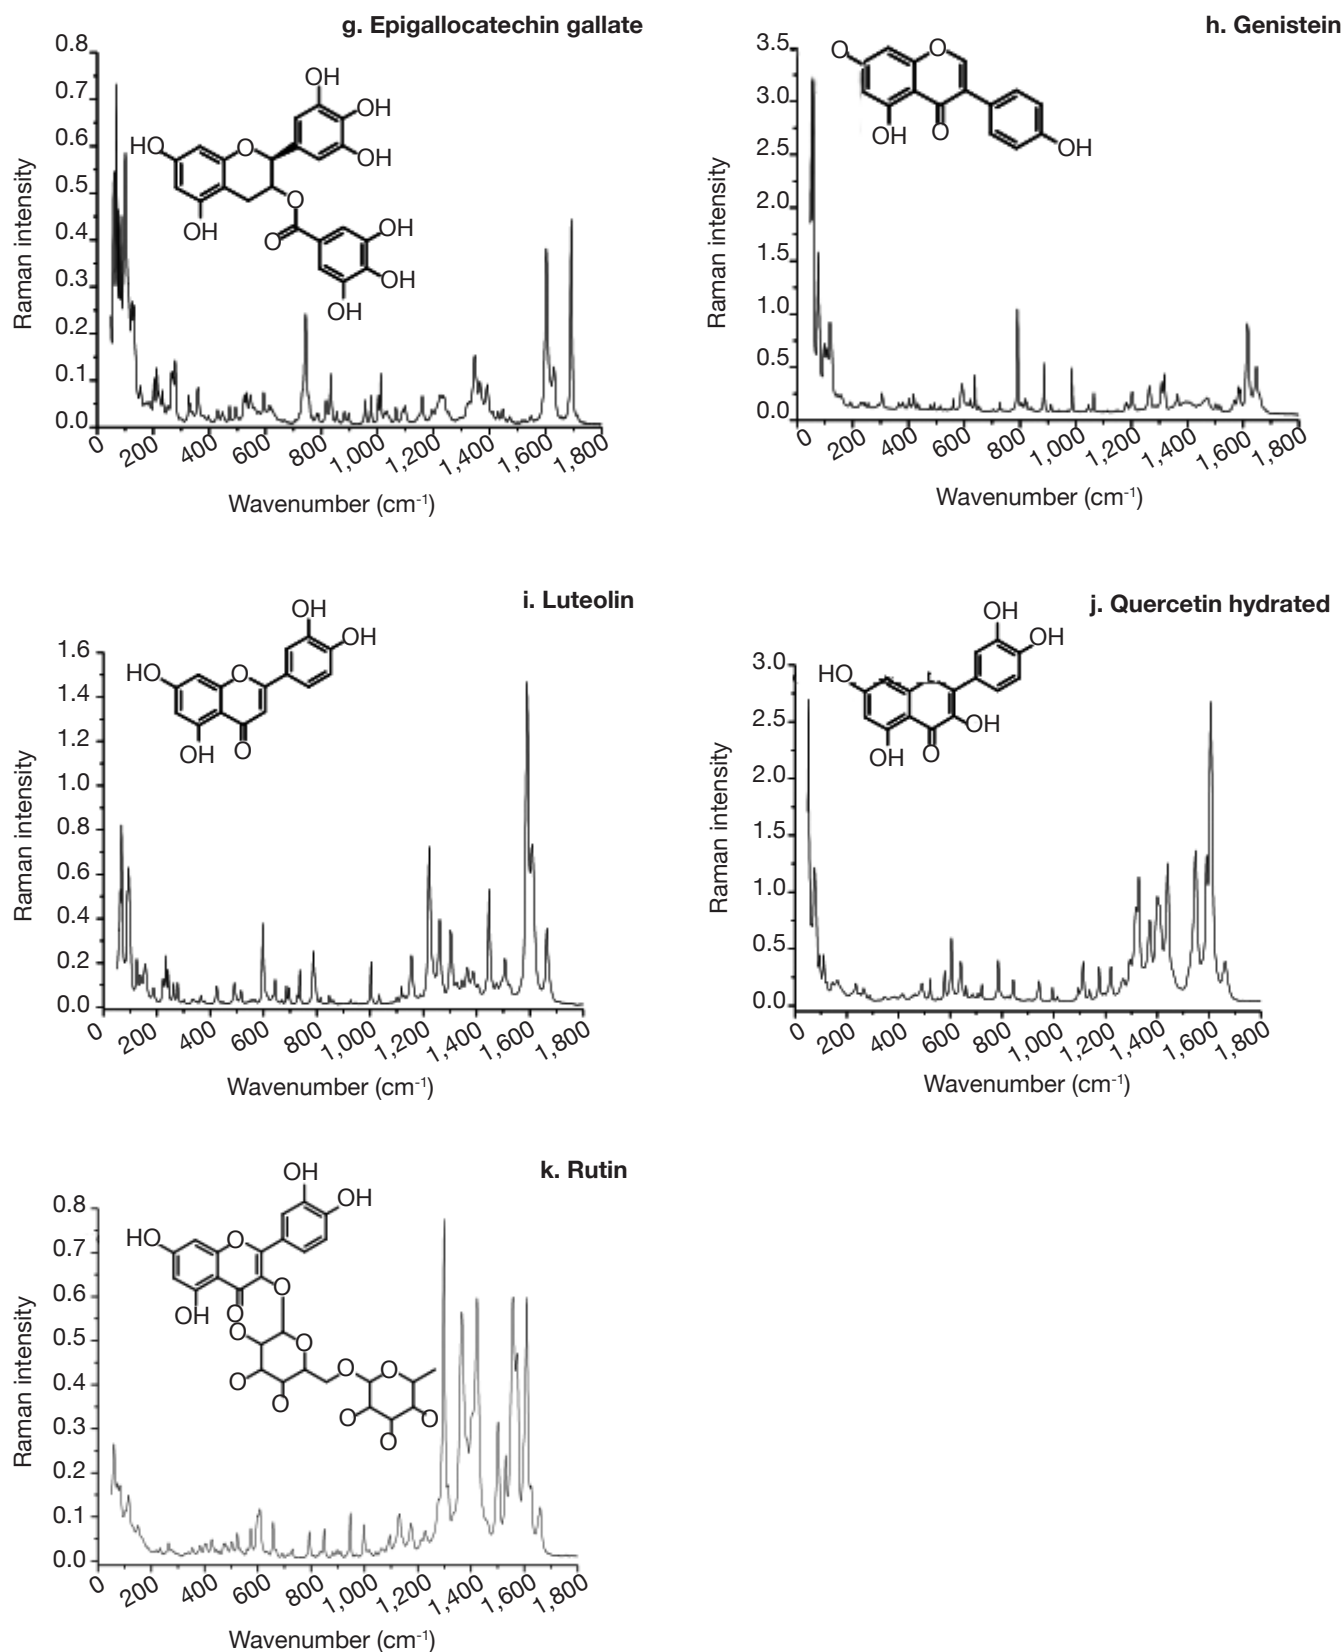 g. Epigallocatechin gallate
0.8
0.7
0.6
0.5
0.4
0.3
0.2
0.1
0.0
Raman intensity
OH
OH
OH
HO
O
OH
O
O
OH
OH
OH
0
200
400
600
800
1,000
1,200
1,400
1,600
1,800
Wavenumber (cm-1)
h. Genistein
3.5
3.0
2.5
2.0
1.5
1.0
0.5
0.0
Raman intensity
O
O
OH
O
OH
0
200
400
600
800
1,000
1,200
1,400
1,600
1,800
Wavenumber (cm-1)
i. Luteolin
1.6
1.4
1.2
1.0
0.8
0.6
0.4
0.2
0.0
Raman intensity
OH
OH
HO
O
OH
O
0
200
400
600
800
1,000
1,200
1,400
1,600
1,800
Wavenumber (cm-1)
j. Quercetin hydrated
3.0
2.5
2.0
1.5
1.0
0.5
0.0
Raman intensity
OH
OH
HO
OH
OH
O
0
200
400
600
800
1,000
1,200
1,400
1,600
1,800
Wavenumber (cm-1)
k. Rutin
0.8
0.7
0.6
0.5
0.4
0.3
0.2
0.1
0.0
Raman intensity
OH
OH
HO
O
O
OH
O
O
O
O
O
O
O
O
O
O
0
200
400
600
800
1,000
1,200
1,400
1,600
1,800
Wavenumber (cm-1)